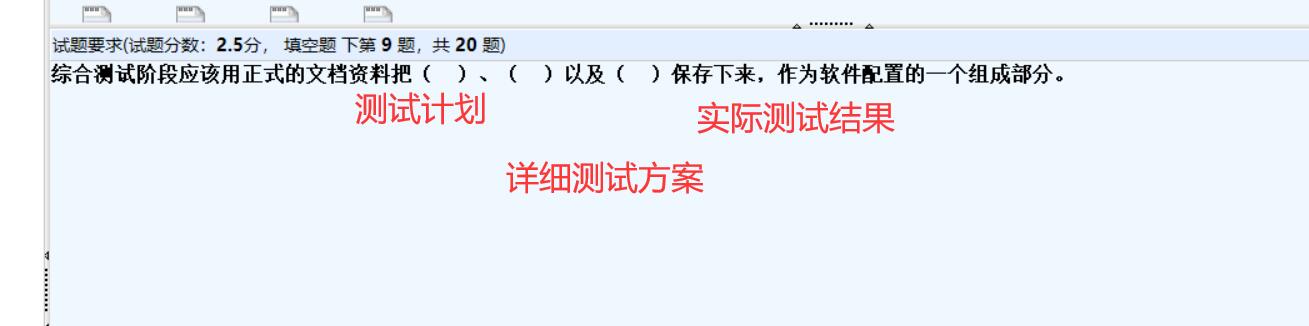 试题要求(试题分数：2.5分， 填空题 下第 9 题，共 20 题)
综合测试阶段应该用正式的文档资料把（　）、（　）以及（　）保存下来，作为软件配置的一个组成部分。
测试计划
实际测试结果
详细测试方案